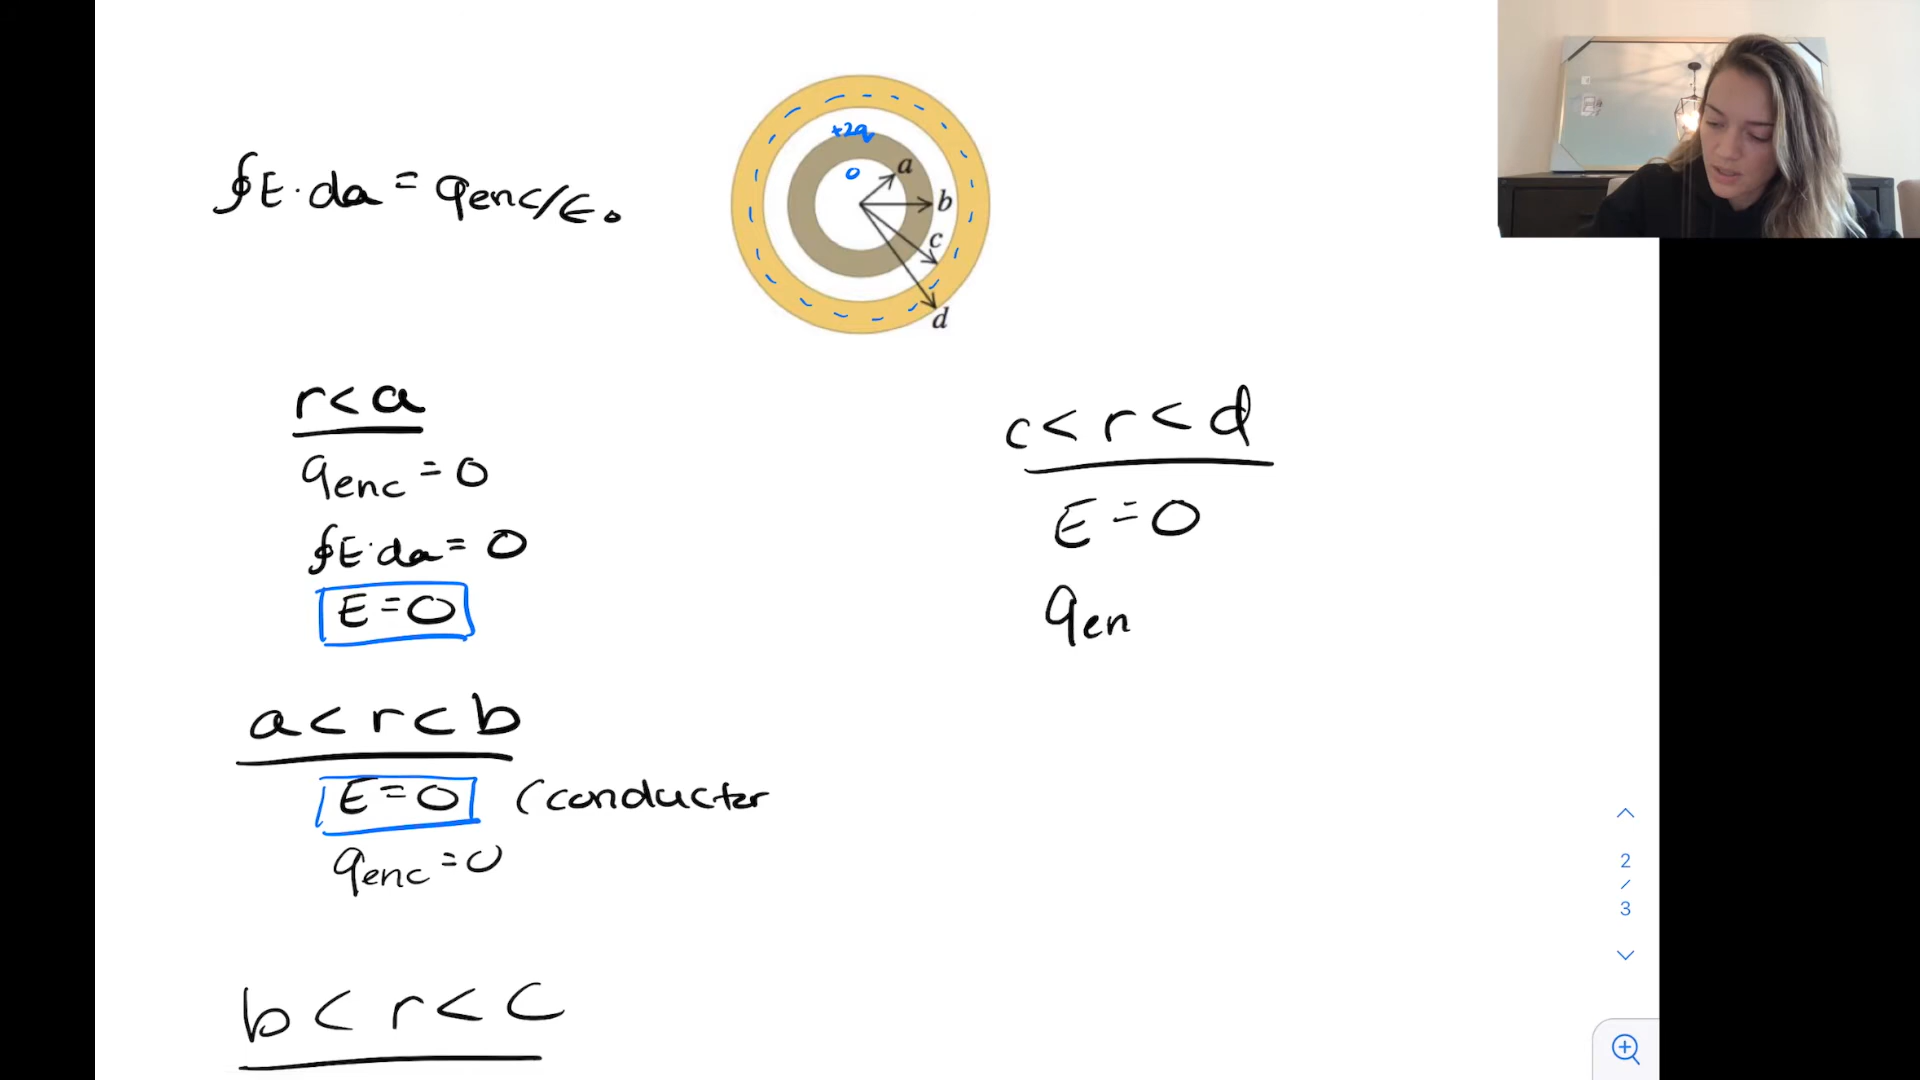 ∮E·da = qenc/ε₀
+2q
0
a
b
c
d
r<a
qenc = 0
∮E·da = 0
E = 0
a<r<b
E = 0 (conductor
qenc = 0
b<r<c
c<r<d
E = 0
qen
2
/
3